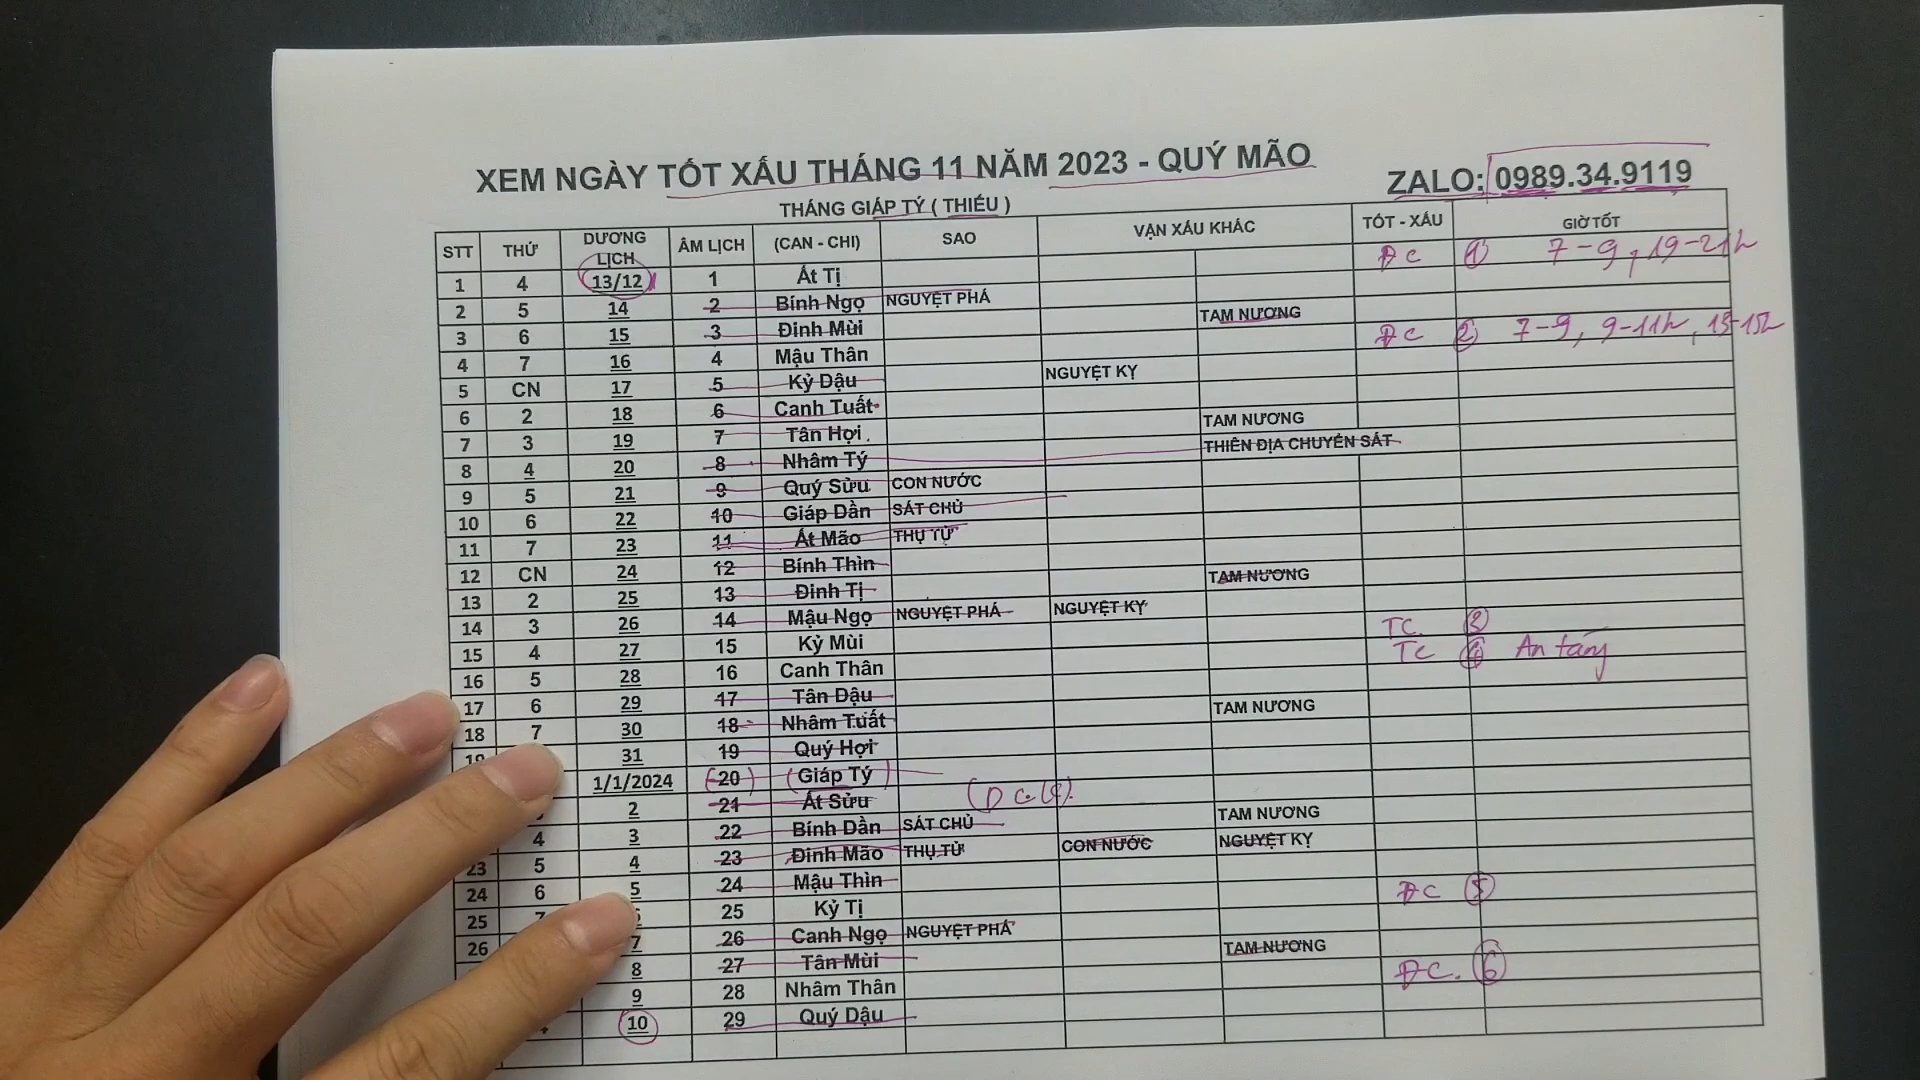 XEM NGÀY TỐT XẤU THÁNG 11 NĂM 2023 - QUÝ MÃO
ZALO: 0989.34.9119
THÁNG GIÁP TÝ ( THIẾU )
STT THỨ DƯƠNG LỊCH ÂM LỊCH (CAN - CHI) SAO VẠN XẤU KHÁC TỐT - XẤU GIỜ TỐT
1 4 13/12 1 Ất Tị ĐC 1 7-9, 19-21h
2 5 14 2 Bính Ngọ NGUYỆT PHÁ
3 6 15 3 Đinh Mùi TAM NƯƠNG
4 7 16 4 Mậu Thân ĐC 2 7-9, 9-11h, 13-15h
5 CN 17 5 Kỷ Dậu NGUYỆT KỴ
6 2 18 6 Canh Tuất
7 3 19 7 Tân Hợi TAM NƯƠNG
8 4 20 8 Nhâm Tý THIÊN ĐỊA CHUYỂN SÁT
9 5 21 9 Quý Sửu CON NƯỚC
10 6 22 10 Giáp Dần SÁT CHỦ
11 7 23 11 Ất Mão THỤ TỬ
12 CN 24 12 Bính Thìn
13 2 25 13 Đinh Tị TAM NƯƠNG
14 3 26 14 Mậu Ngọ NGUYỆT PHÁ NGUYỆT KỴ
15 4 27 15 Kỷ Mùi TC 3
16 5 28 16 Canh Thân TC 4 An táng
17 6 29 17 Tân Dậu
18 7 30 18 Nhâm Tuất TAM NƯƠNG
31 19 Quý Hợi
1/1/2024 (20) (Giáp Tý)
2 21 Ất Sửu
4 3 22 Bính Dần SÁT CHỦ TAM NƯƠNG
23 5 4 23 Đinh Mão THỤ TỬ CON NƯỚC NGUYỆT KỴ
24 6 5 24 Mậu Thìn
25 25 Kỷ Tị ĐC 5
26 7 26 Canh Ngọ NGUYỆT PHÁ
8 27 Tân Mùi TAM NƯƠNG
9 28 Nhâm Thân ĐC. 6
10 29 Quý Dậu